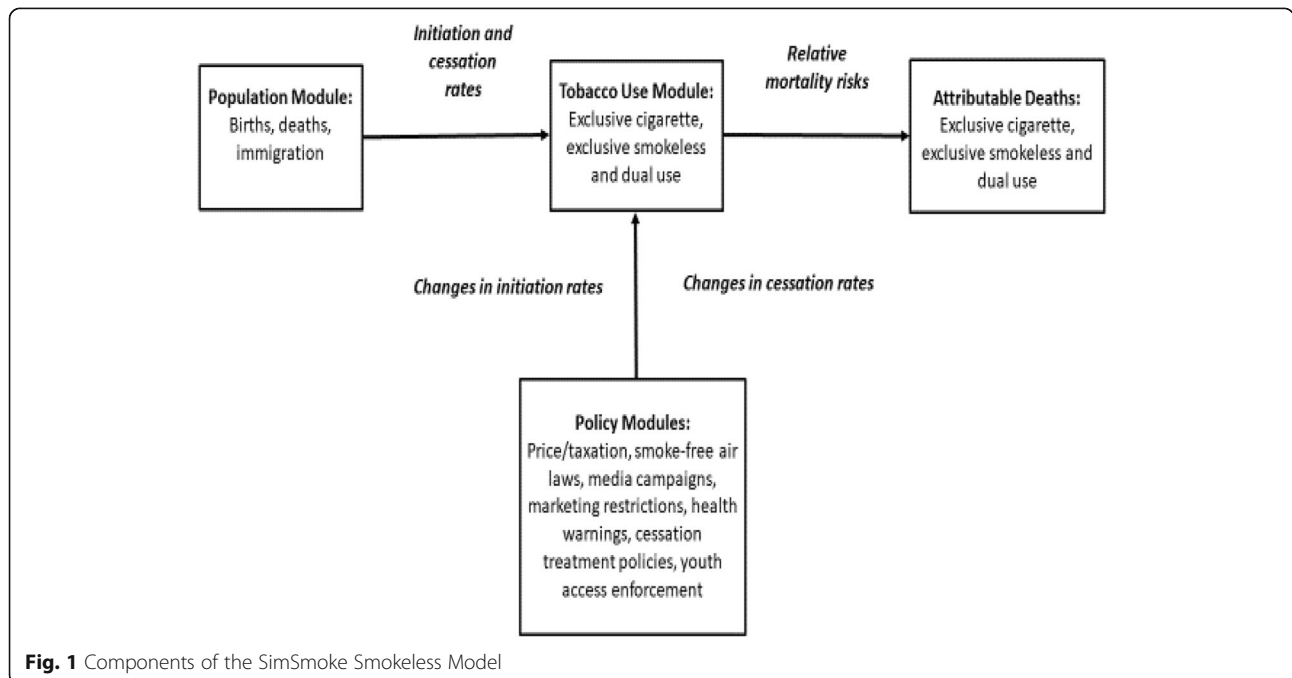 Initiation and
cessation
rates
Relative
mortality risks
Population Module:
Births, deaths,
immigration
Tobacco Use Module:
Exclusive cigarette,
exclusive smokeless
and dual use
Attributable Deaths:
Exclusive cigarette,
exclusive smokeless and
dual use
Changes in initiation rates
Changes in cessation rates
Policy Modules:
Price/taxation, smoke-free air
laws, media campaigns,
marketing restrictions, health
warnings, cessation
treatment policies, youth
access enforcement
Fig. 1 Components of the SimSmoke Smokeless Model